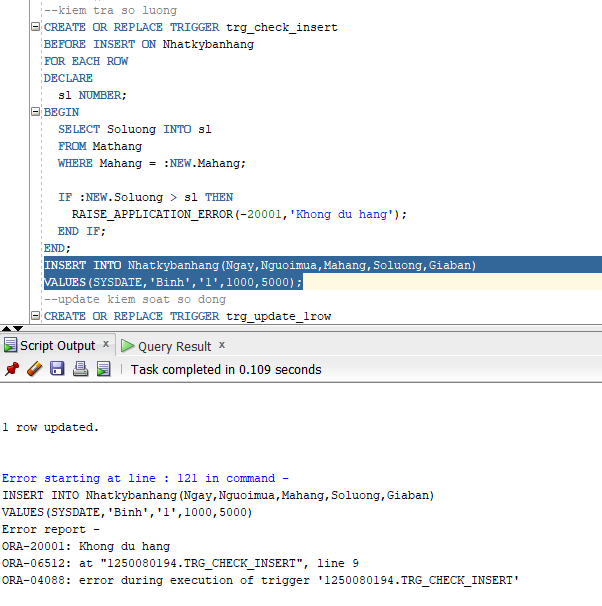 --kiem tra so luong
CREATE OR REPLACE TRIGGER trg_check_insert
BEFORE INSERT ON Nhatkybanhang
FOR EACH ROW
DECLARE
  sl NUMBER;
BEGIN
  SELECT Soluong INTO sl
  FROM Mathang
  WHERE Mahang = :NEW.Mahang;
  IF :NEW.Soluong > sl THEN
    RAISE_APPLICATION_ERROR(-20001,'Khong du hang');
  END IF;
END;
INSERT INTO Nhatkybanhang(Ngay,Nguoimua,Mahang,Soluong,Giaban)
VALUES(SYSDATE,'Binh','1',1000,5000);
--update kiem soat so dong
CREATE OR REPLACE TRIGGER trg_update_1row
Script Output x Query Result x
Task completed in 0.109 seconds
1 row updated.
Error starting at line : 121 in command -
INSERT INTO Nhatkybanhang(Ngay,Nguoimua,Mahang,Soluong,Giaban)
VALUES(SYSDATE,'Binh','1',1000,5000)
Error report -
ORA-20001: Khong du hang
ORA-06512: at "1250080194.TRG_CHECK_INSERT", line 9
ORA-04088: error during execution of trigger '1250080194.TRG_CHECK_INSERT'